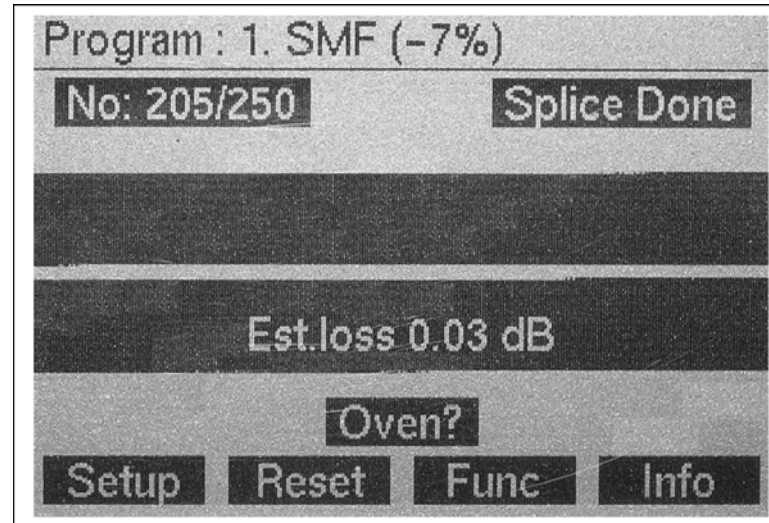 Program : 1. SMF (-7%)
No: 205/250 Splice Done
Est.loss 0.03 dB
Oven?
Setup Reset Func Info